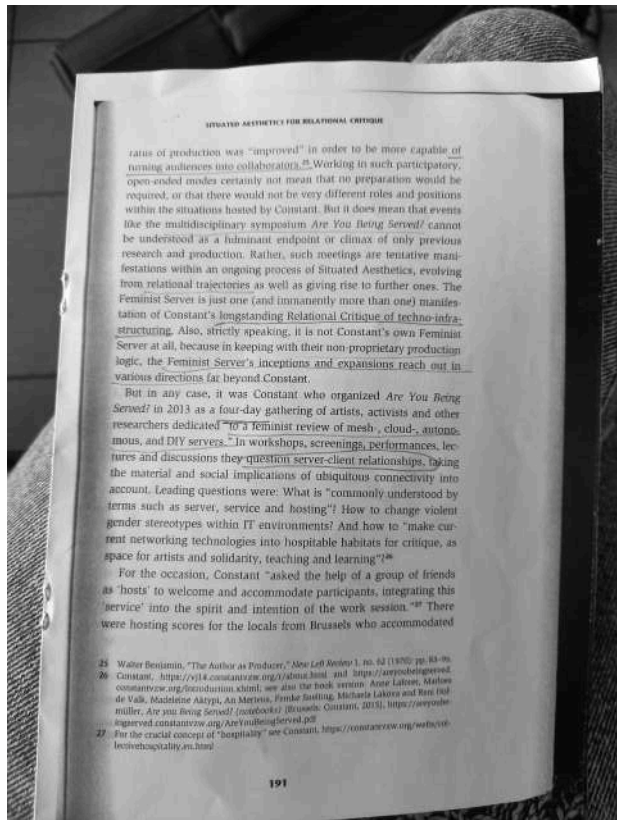 SITUATED AESTHETICS FOR RELATIONAL CRITIQUE
ratus of production was "improved" in order to be more capable of
turning audiences into collaborators.25 Working in such participatory,
open-ended modes certainly not mean that no preparation would be
required, or that there would not be very different roles and positions
within the situations hosted by Constant. But it does mean that events
like the multidisciplinary symposium Are You Being Served? cannot
be understood as a fulminant endpoint or climax of only previous
research and production. Rather, such meetings are tentative mani-
festations within an ongoing process of Situated Aesthetics, evolving
from relational trajectories as well as giving rise to further ones. The
Feminist Server is just one (and immanently more than one) manifes-
tation of Constant's longstanding Relational Critique of techno-infra-
structuring. Also, strictly speaking, it is not Constant's own Feminist
Server at all, because in keeping with their non-proprietary production
logic, the Feminist Server's inceptions and expansions reach out in
various directions far beyond Constant.
But in any case, it was Constant who organized Are You Being
Served? in 2013 as a four-day gathering of artists, activists and other
researchers dedicated "to a feminist review of mesh-, cloud-, autono-
mous, and DIY servers." In workshops, screenings, performances, lec-
tures and discussions they question server-client relationships, taking
the material and social implications of ubiquitous connectivity into
account. Leading questions were: What is "commonly understood by
terms such as server, service and hosting"? How to change violent
gender stereotypes within IT environments? And how to "make cur-
rent networking technologies into hospitable habitats for critique, as
space for artists and solidarity, teaching and learning"?26
For the occasion, Constant "asked the help of a group of friends
as 'hosts' to welcome and accommodate participants, integrating this
'service' into the spirit and intention of the work session."27 There
were hosting scores for the locals from Brussels who accommodated
25 Walter Benjamin, "The Author as Producer," New Left Review 1, no. 62 (1970): pp. 83-96.
26 Constant, https://vj14.constantvzw.org/r/about.html and https://areyoubeingserved.
constantvzw.org/Introduction.xhtml; see also the book version: Anne Laforet, Marloes
de Valk, Madeleine Aktypi, An Mertens, Femke Snelting, Michaela Lakova and Reni Hof-
müller, Are you Being Served? (notebooks) (Brussels: Constant, 2015), https://areyoube-
ingserved.constantvzw.org/AreYouBeingServed.pdf
27 For the crucial concept of "hospitality" see Constant, https://constantvzw.org/wefts/col-
lectivehospitality.en.html
191